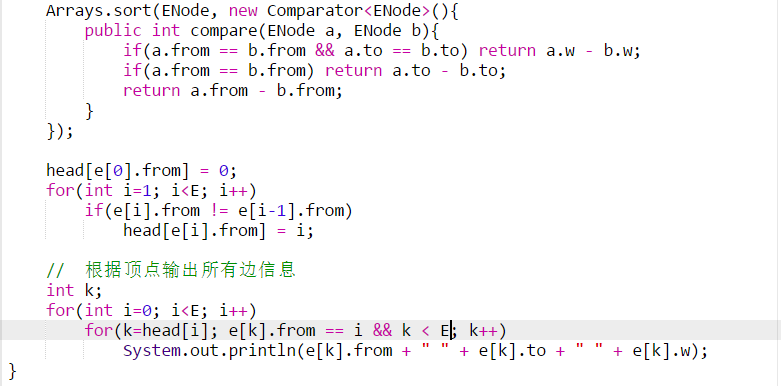 Arrays.sort(ENode, new Comparator<ENode>(){
public int compare(ENode a, ENode b){
if(a.from == b.from && a.to == b.to) return a.w - b.w;
if(a.from == b.from) return a.to - b.to;
return a.from - b.from;
}
});
head[e[0].from] = 0;
for(int i=1; i<E; i++)
if(e[i].from != e[i-1].from)
head[e[i].from] = i;
// 根据顶点输出所有边信息
int k;
for(int i=0; i<E; i++)
for(k=head[i]; e[k].from == i && k < E; k++)
System.out.println(e[k].from + " " + e[k].to + " " + e[k].w);
}